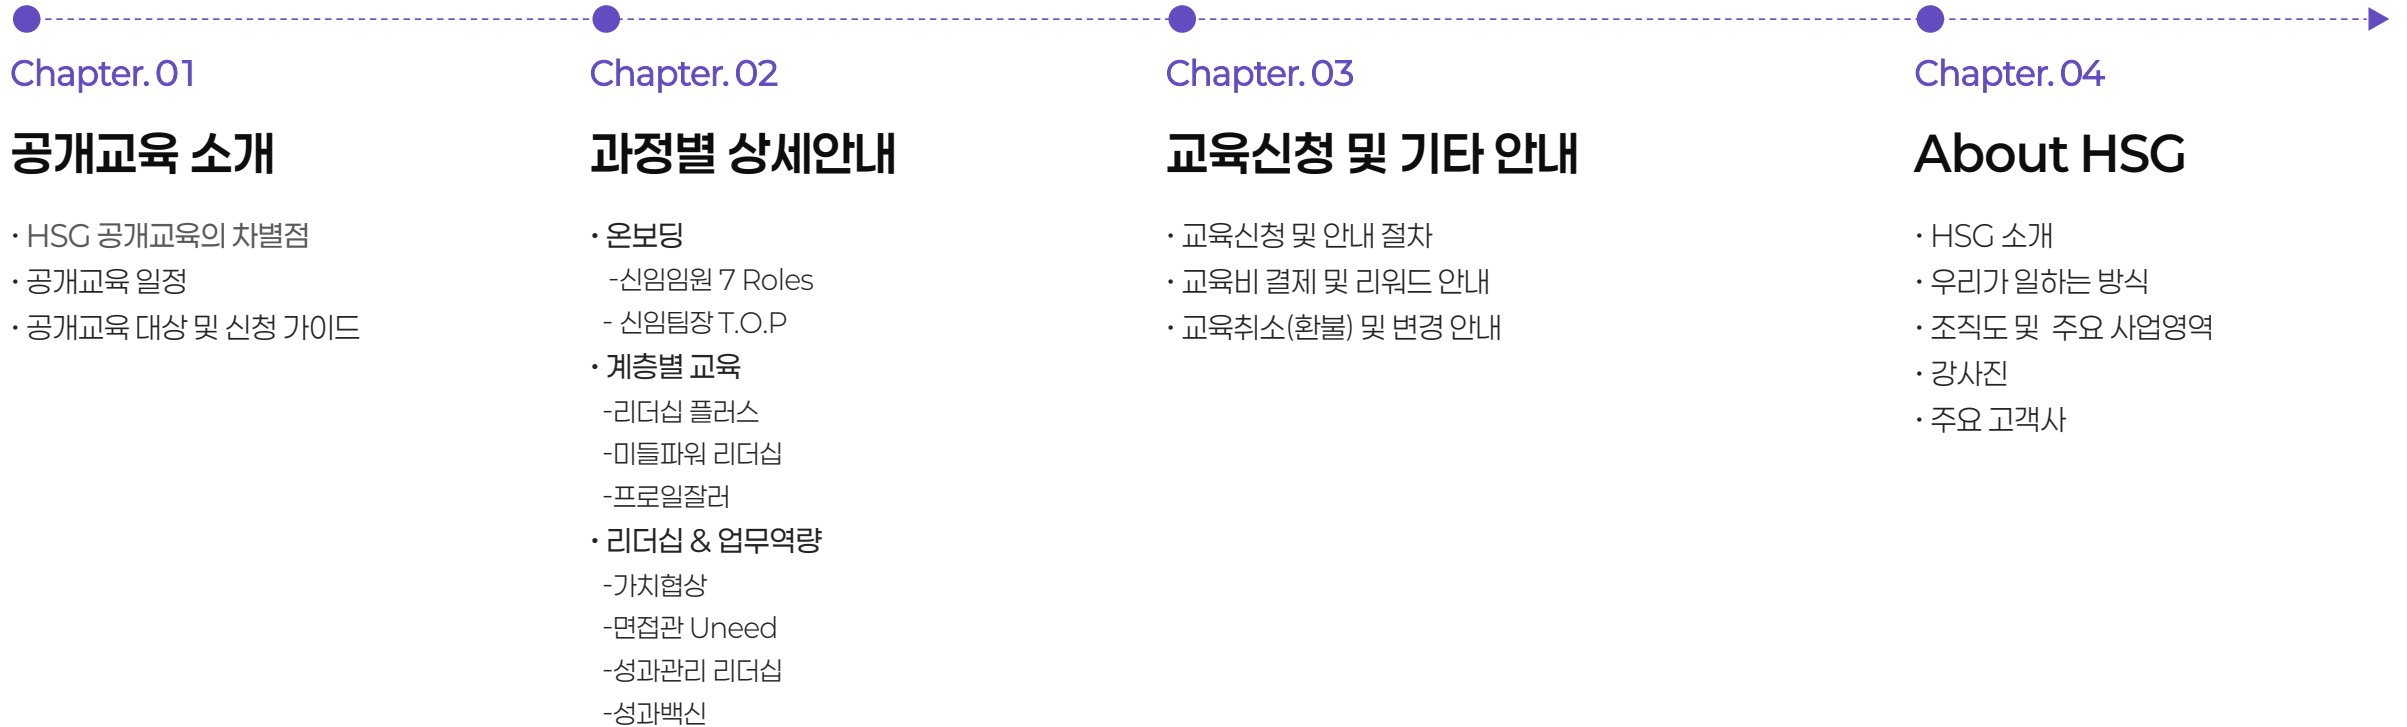 Chapter. 01
공개교육 소개
· HSG 공개교육의 차별점
· 공개교육 일정
· 공개교육 대상 및 신청 가이드
Chapter. 02
과정별 상세안내
· 온보딩
-신임임원 7 Roles
- 신임팀장 T.O.P
· 계층별 교육
-리더십 플러스
-미들파워 리더십
-프로일잘러
· 리더십 & 업무역량
-가치협상
-면접관 Uneed
-성과관리 리더십
-성과백신
Chapter. 03
교육신청 및 기타 안내
· 교육신청 및 안내 절차
· 교육비 결제 및 리워드 안내
· 교육취소(환불) 및 변경 안내
Chapter. 04
About HSG
· HSG 소개
· 우리가 일하는 방식
· 조직도 및 주요 사업영역
· 강사진
· 주요 고객사